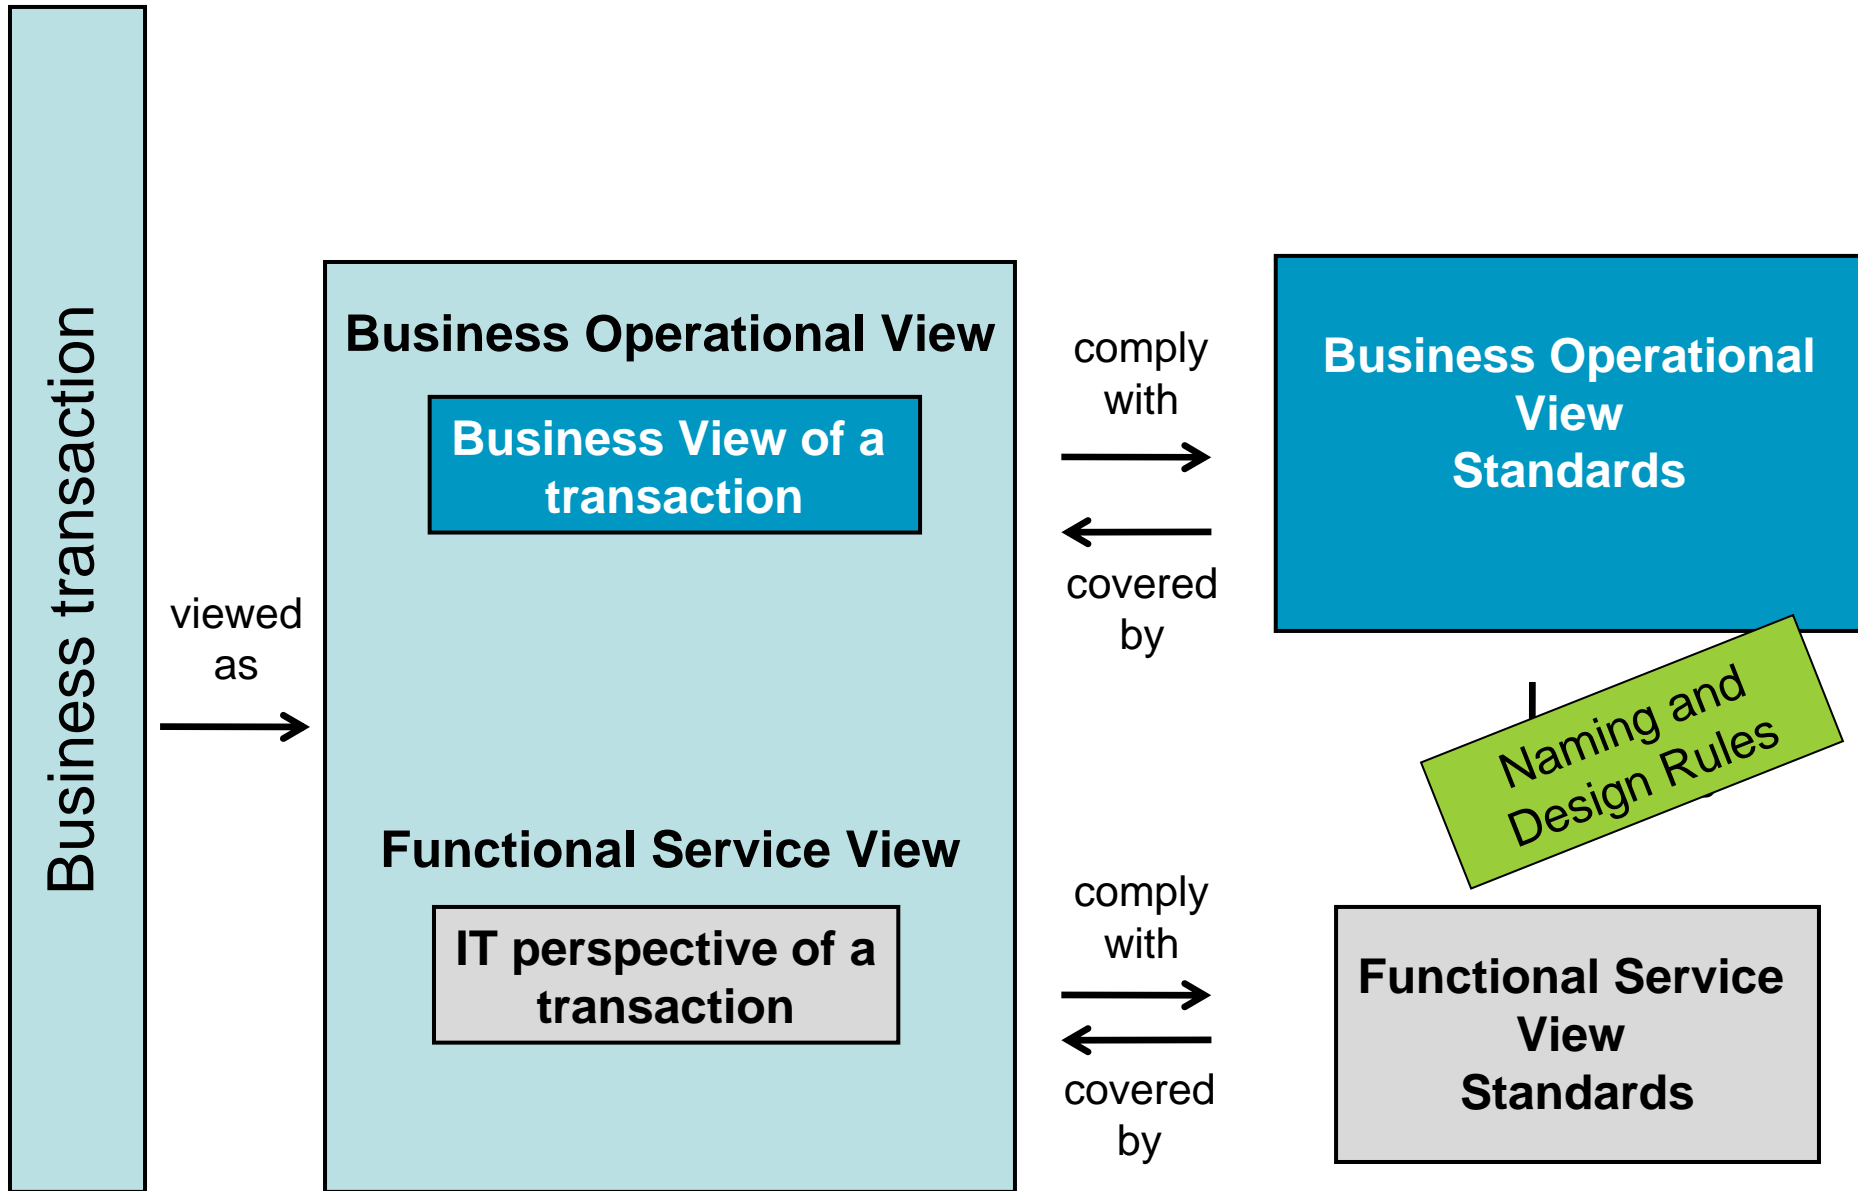 Business transaction
viewed
as
Business Operational View
Business View of a
transaction
Functional Service View
IT perspective of a
transaction
comply
with
covered
by
comply
with
covered
by
Business Operational
View
Standards
Naming and
Design Rules
Functional Service
View
Standards